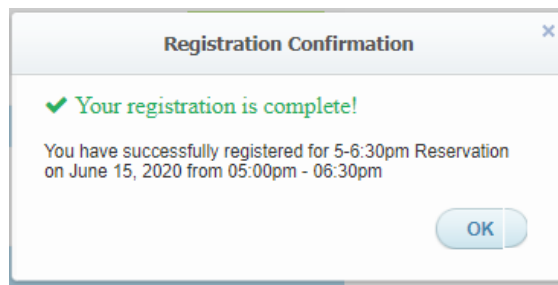 Registration Confirmation
×
✔ Your registration is complete!
You have successfully registered for 5-6:30pm Reservation
on June 15, 2020 from 05:00pm - 06:30pm
OK